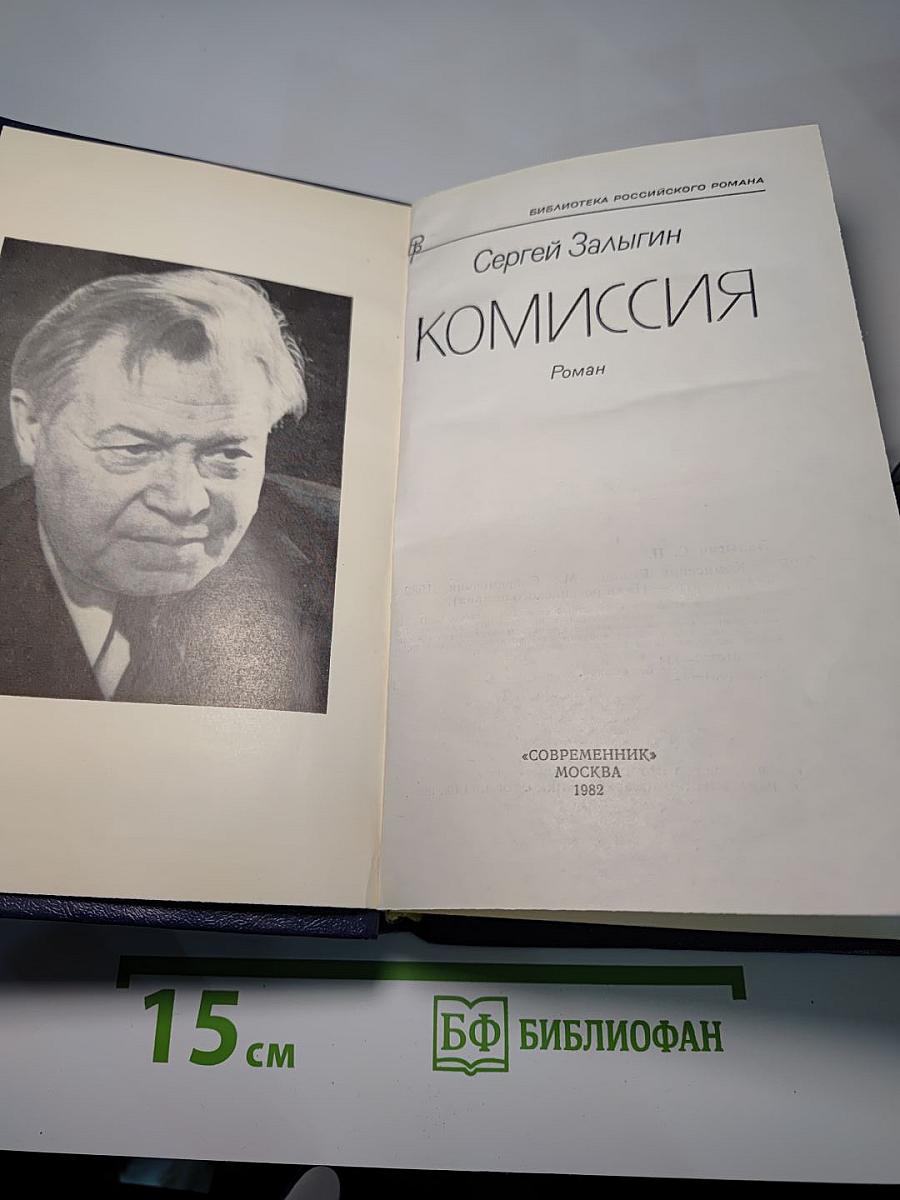 БИБЛИОТЕКА РОССИЙСКОГО РОМАНА
Сергей Залыгин
КОМИССИЯ
Роман
«СОВРЕМЕННИК»
МОСКВА
1982
15 см
БФ БИБЛИОФАН